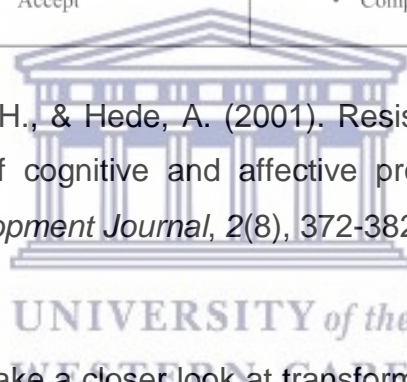 Accept
• Comp
H., & Hede, A. (2001). Resis
f cognitive and affective pro
opment Journal, 2(8), 372-382
UNIVERSITY of the
ake a closer look at transform
WESTERN CAPE